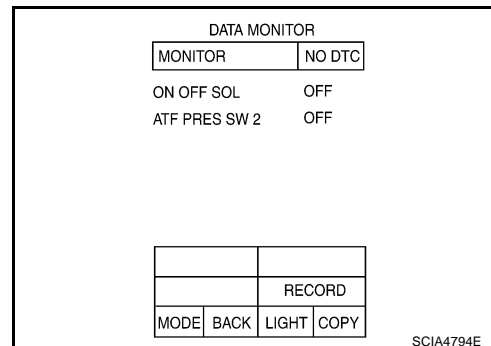 DATA MONITOR
MONITOR NO DTC
ON OFF SOL OFF
ATF PRES SW 2 OFF
RECORD
MODE BACK LIGHT COPY
SCIA4794E